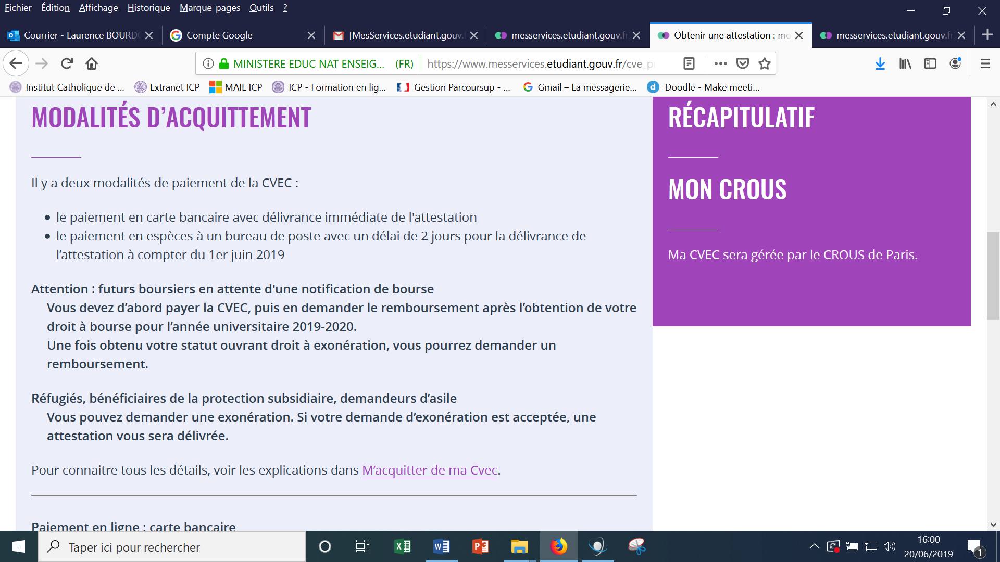 Fichier Édition Affichage Historique Marque-pages Outils ?
Courrier - Laurence BOURD
Compte Google
[MesServices.etudiant.gouv.
messervices.etudiant.gouv.fr
Obtenir une attestation : mo
messervices.etudiant.gouv.fr
MINISTERE EDUC NAT ENSEIG... (FR)
https://www.messervices.etudiant.gouv.fr/cve_p
Institut Catholique de ...
Extranet ICP
MAIL ICP
ICP - Formation en lig...
Gestion Parcoursup - ...
Gmail – La messagerie...
Doodle - Make meeti...
MODALITÉS D’ACQUITTEMENT
Il y a deux modalités de paiement de la CVEC :
• le paiement en carte bancaire avec délivrance immédiate de l'attestation
• le paiement en espèces à un bureau de poste avec un délai de 2 jours pour la délivrance de
l’attestation à compter du 1er juin 2019
Attention : futurs boursiers en attente d'une notification de bourse
Vous devez d’abord payer la CVEC, puis en demander le remboursement après l’obtention de votre
droit à bourse pour l’année universitaire 2019-2020.
Une fois obtenu votre statut ouvrant droit à exonération, vous pourrez demander un
remboursement.
Réfugiés, bénéficiaires de la protection subsidiaire, demandeurs d’asile
Vous pouvez demander une exonération. Si votre demande d’exonération est acceptée, une
attestation vous sera délivrée.
Pour connaitre tous les détails, voir les explications dans M’acquitter de ma Cvec.
Paiement en ligne : carte bancaire
RÉCAPITULATIF
MON CROUS
Ma CVEC sera gérée par le CROUS de Paris.
Taper ici pour rechercher
16:00
20/06/2019
1